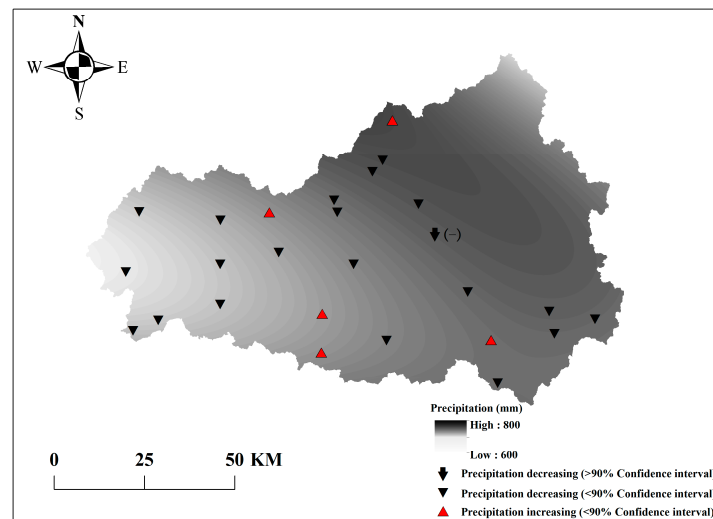 N
W E
S
(−)
Precipitation (mm)
High : 800
Low : 600
0 25 50 KM
Precipitation decreasing (>90% Confidence interval)
Precipitation decreasing (<90% Confidence interval)
Precipitation increasing (<90% Confidence interval)